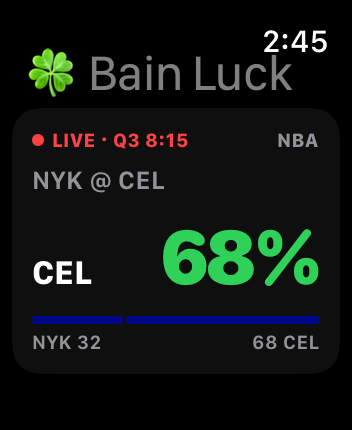 2:45
Bain Luck
LIVE · Q3 8:15 NBA
NYK @ CEL
CEL 68%
NYK 32 68 CEL